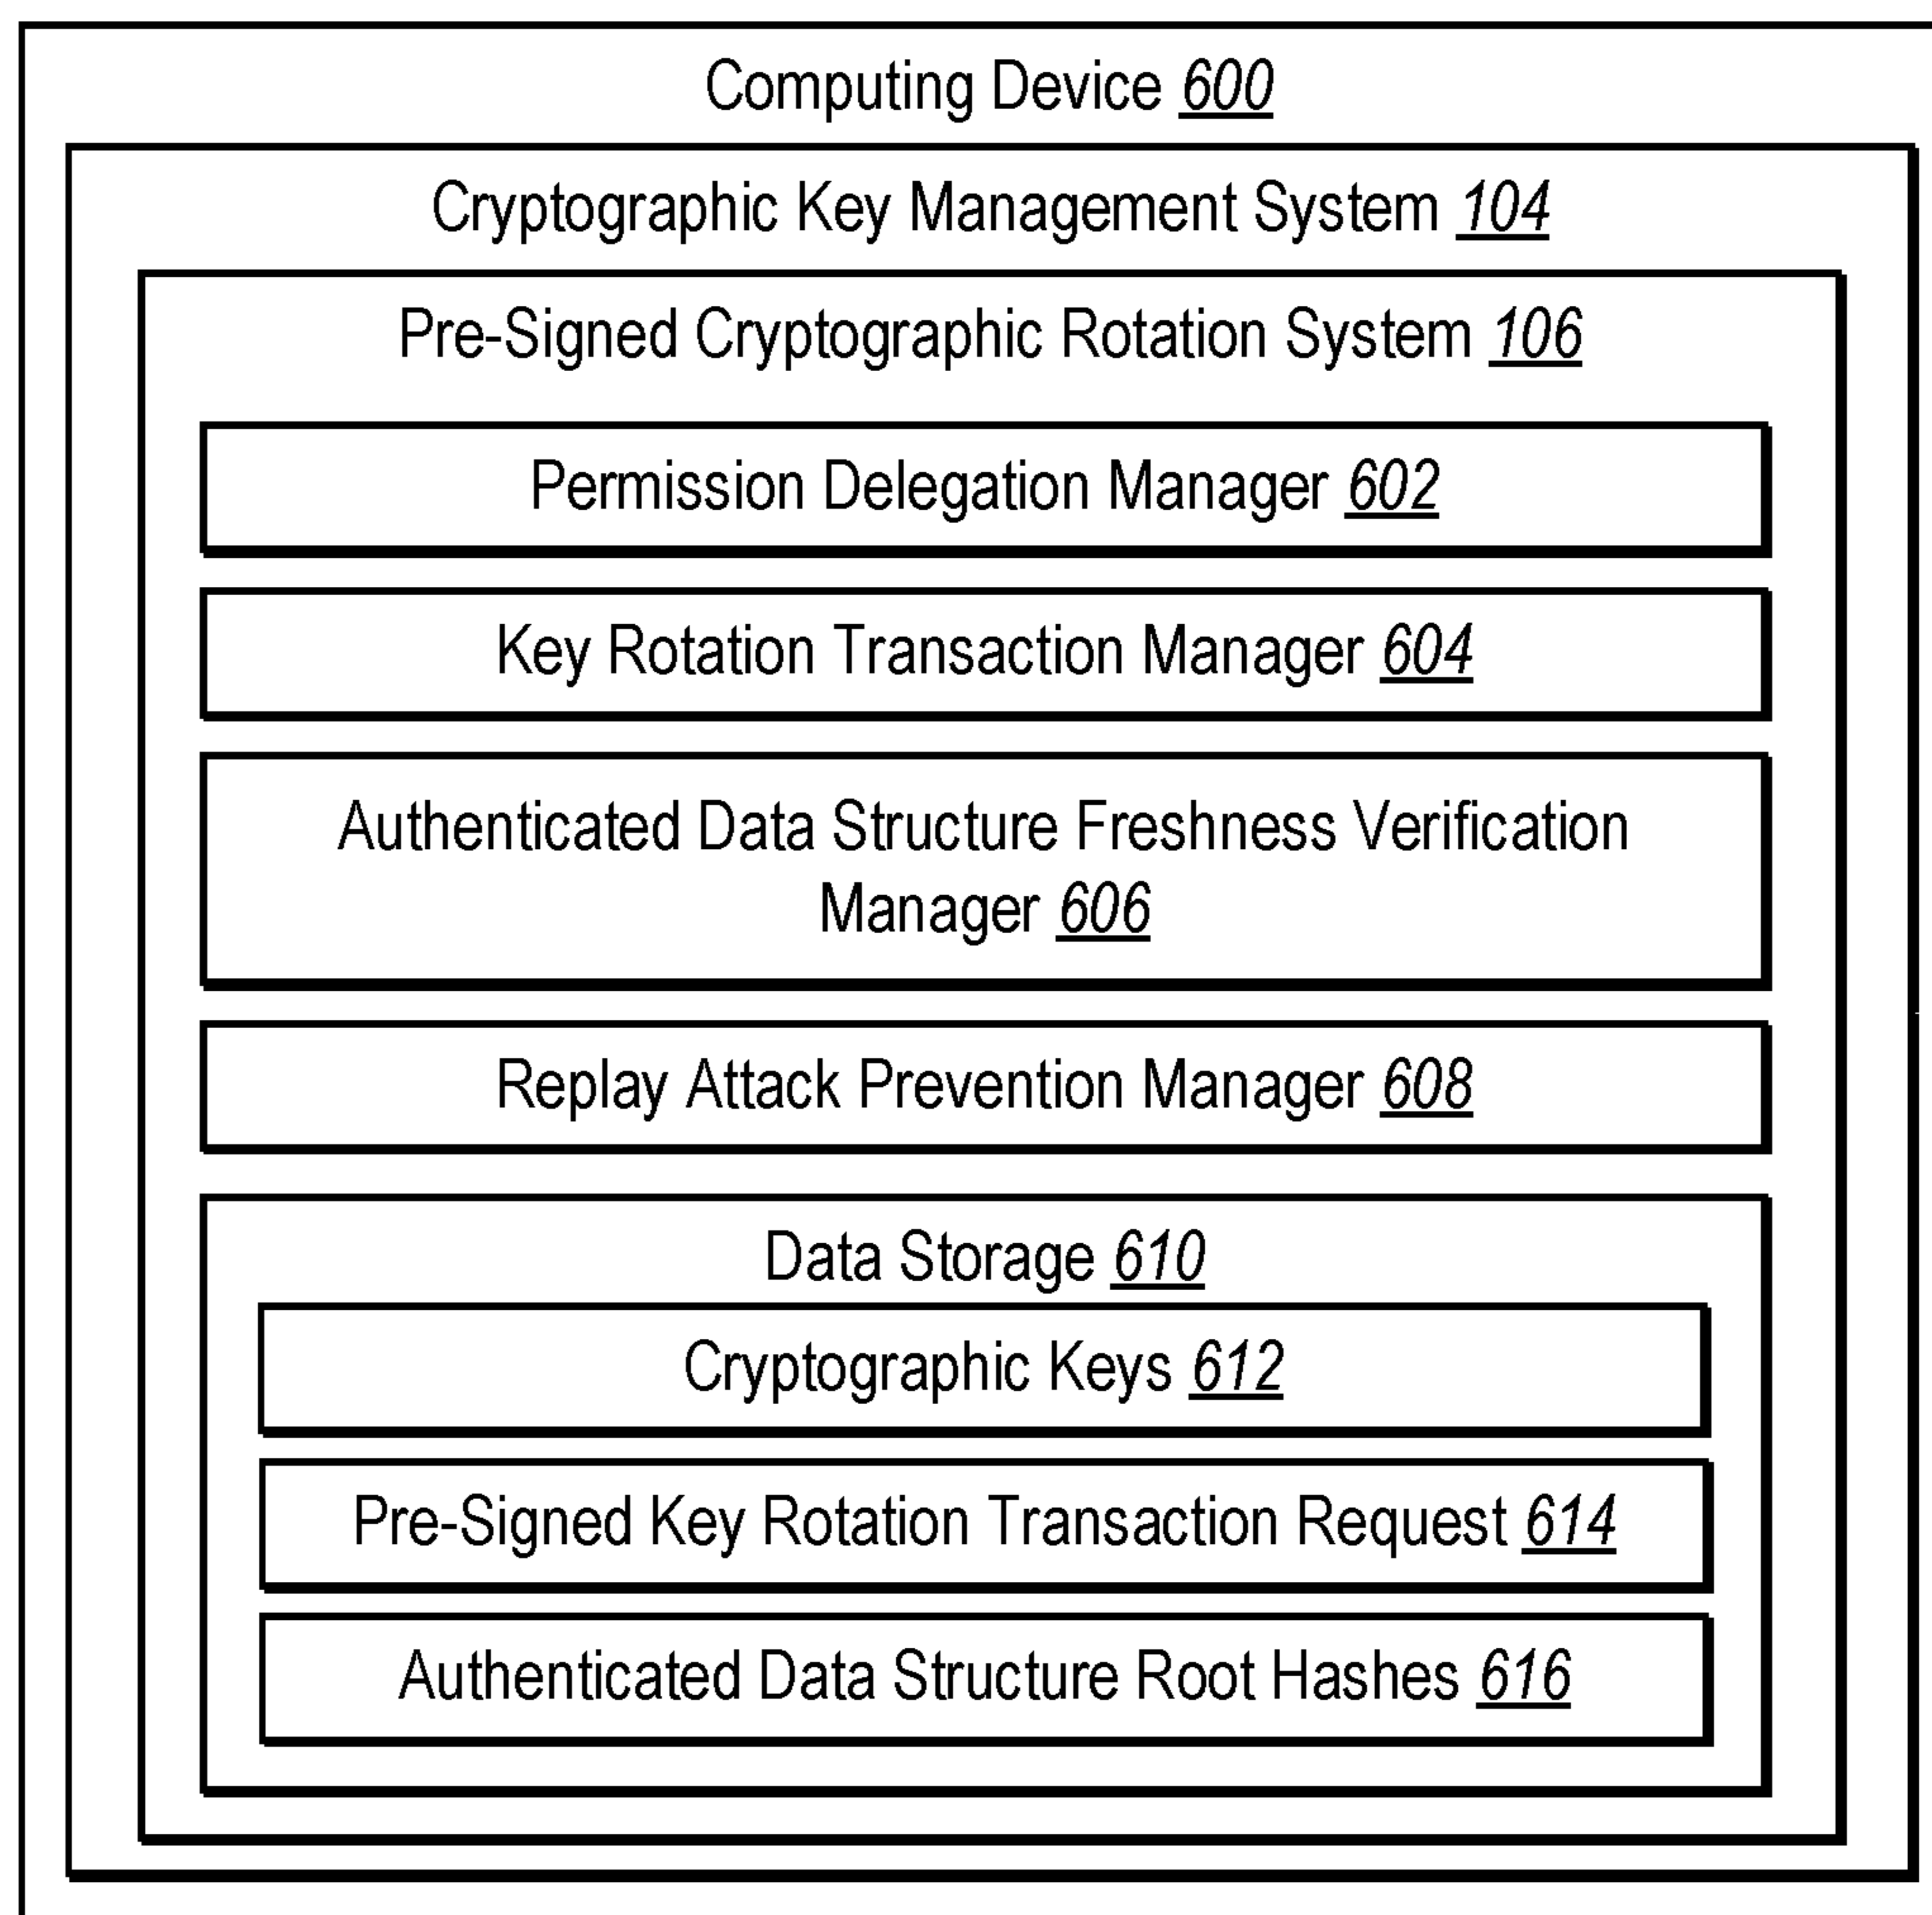 Computing Device 600
Cryptographic Key Management System 104
Pre-Signed Cryptographic Rotation System 106
Permission Delegation Manager 602
Key Rotation Transaction Manager 604
Authenticated Data Structure Freshness Verification
Manager 606
Replay Attack Prevention Manager 608
Data Storage 610
Cryptographic Keys 612
Pre-Signed Key Rotation Transaction Request 614
Authenticated Data Structure Root Hashes 616